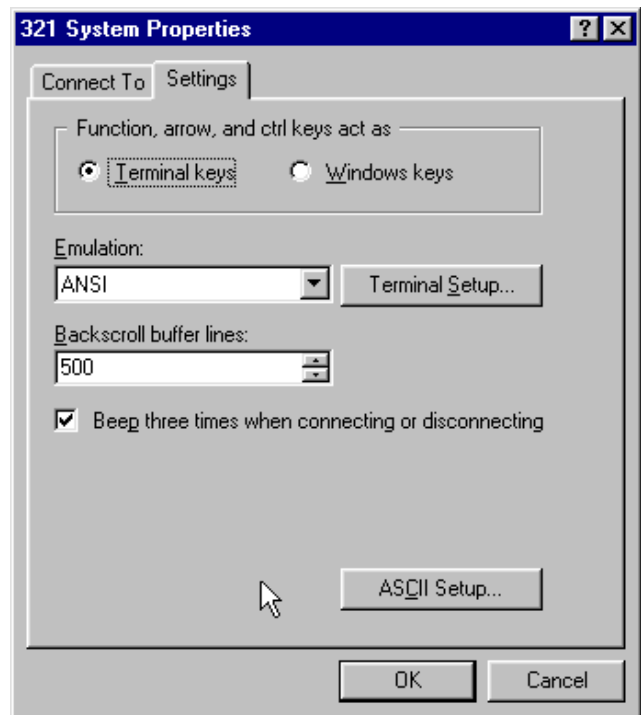 321 System Properties
Connect To Settings
Function, arrow, and ctrl keys act as
Terminal keys Windows keys
Emulation:
ANSI Terminal Setup...
Backscroll buffer lines:
500
Beep three times when connecting or disconnecting
ASCII Setup...
OK Cancel